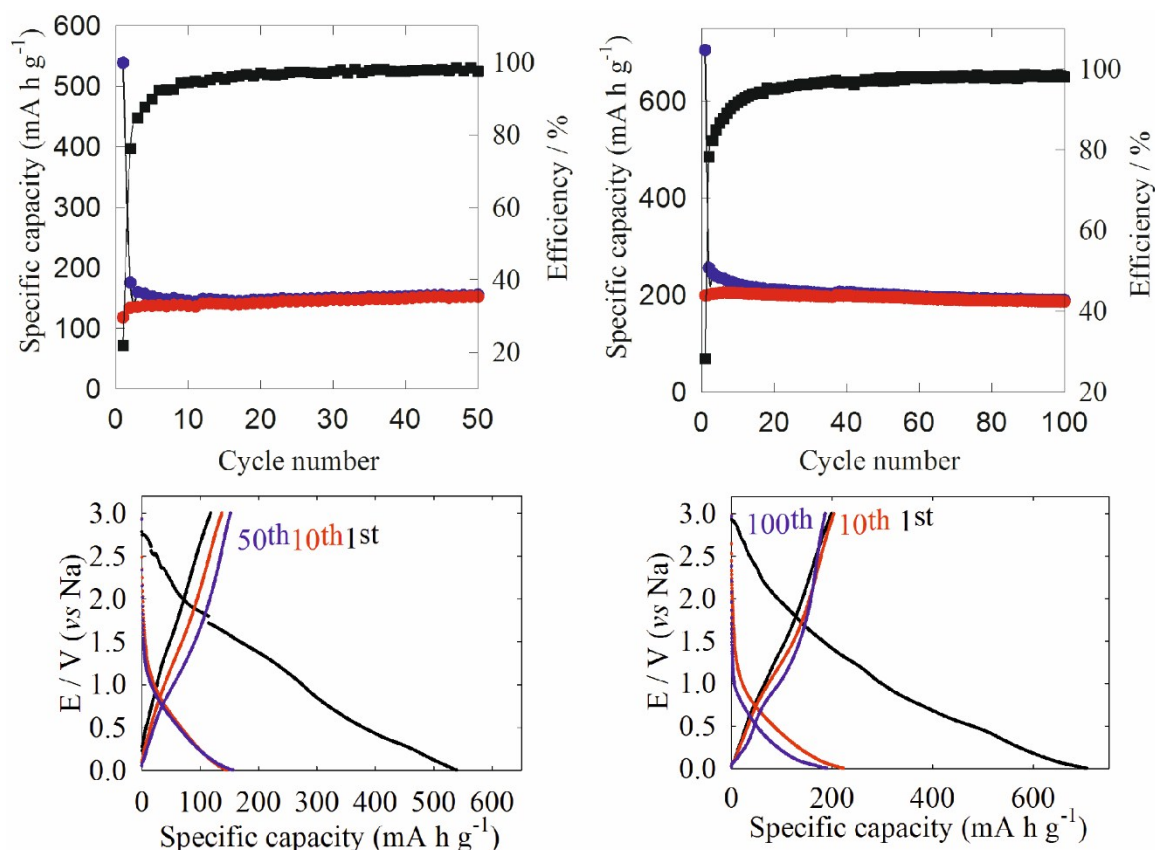 Specific capacity (mA h g⁻¹)
600
500
400
300
200
100
0
100
80
60
40
20
Efficiency / %
0 10 20 30 40 50
Cycle number
Specific capacity (mA h g⁻¹)
600
400
200
0
100
80
60
40
20
Efficiency / %
0 20 40 60 80 100
Cycle number
E / V (vs Na)
3.0
2.5
2.0
1.5
1.0
0.5
0.0
50th 10th 1st
0 100 200 300 400 500 600
Specific capacity (mA h g⁻¹)
E / V (vs Na)
3.0
2.5
2.0
1.5
1.0
0.5
0.0
100th 10th 1st
0 200 400 600
Specific capacity (mA h g⁻¹)